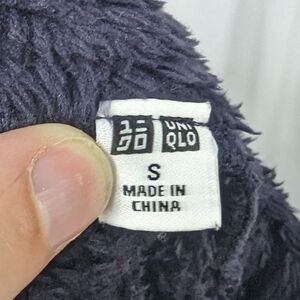 ユニ UNI
クロ QLO
S
MADE IN
CHINA